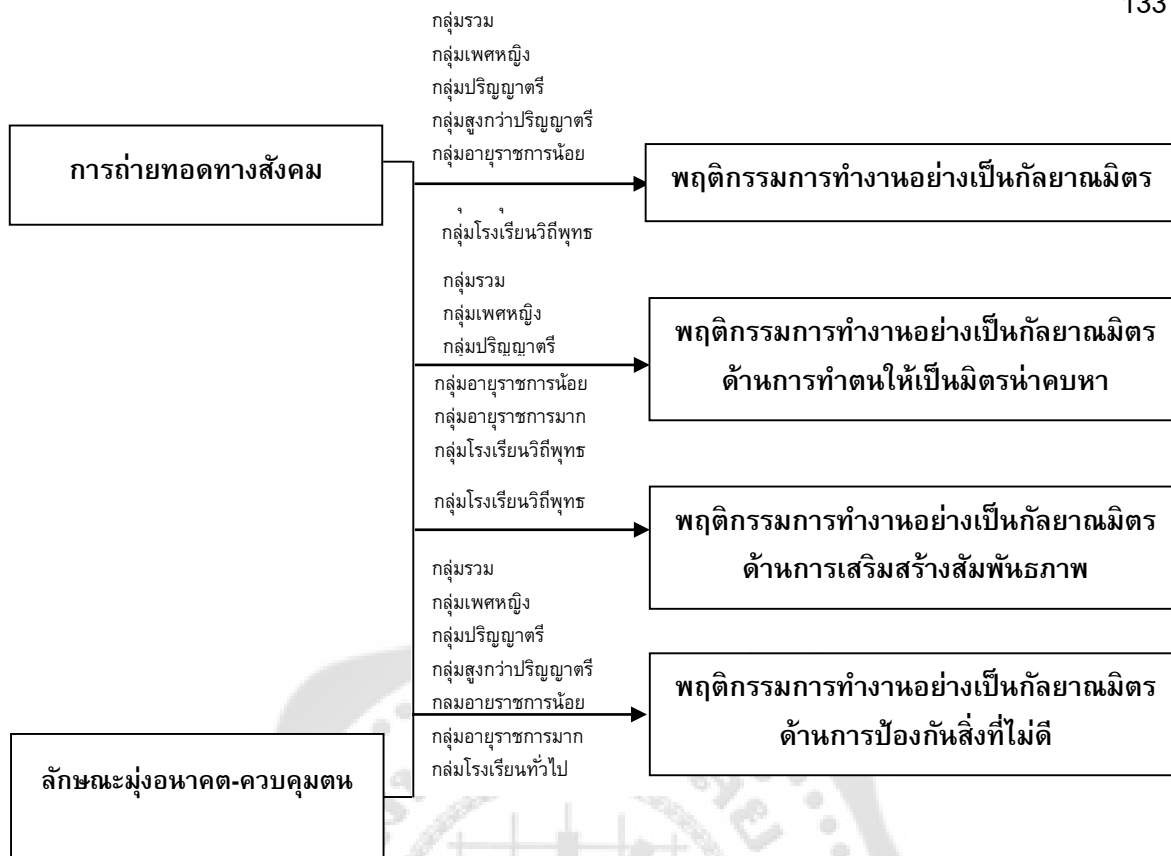 133
กลุ่มรวม
กลุ่มเพศหญิง
กลุ่มปริญญาตรี
กลุ่มสูงกว่าปริญญาตรี
กลุ่มอายุราชการน้อย
การถ่ายทอดทางสังคม
พฤติกรรมการทำงานอย่างเป็นกัลยาณมิตร
กลุ่มโรงเรียนวิถีพุทธ
กลุ่มรวม
กลุ่มเพศหญิง
กลุ่มปริญญาตรี
กลุ่มอายุราชการน้อย
กลุ่มอายุราชการมาก
กลุ่มโรงเรียนวิถีพุทธ
พฤติกรรมการทำงานอย่างเป็นกัลยาณมิตร
ด้านการทำตนให้เป็นมิตรน่าคบหา
กลุ่มโรงเรียนวิถีพุทธ
พฤติกรรมการทำงานอย่างเป็นกัลยาณมิตร
ด้านการเสริมสร้างสัมพันธภาพ
กลุ่มรวม
กลุ่มเพศหญิง
กลุ่มปริญญาตรี
กลุ่มสูงกว่าปริญญาตรี
กลุ่มอายุราชการน้อย
กลุ่มอายุราชการมาก
กลุ่มโรงเรียนทั่วไป
พฤติกรรมการทำงานอย่างเป็นกัลยาณมิตร
ด้านการป้องกันสิ่งที่ไม่ดี
ลักษณะมุ่งอนาคต-ควบคุมตน